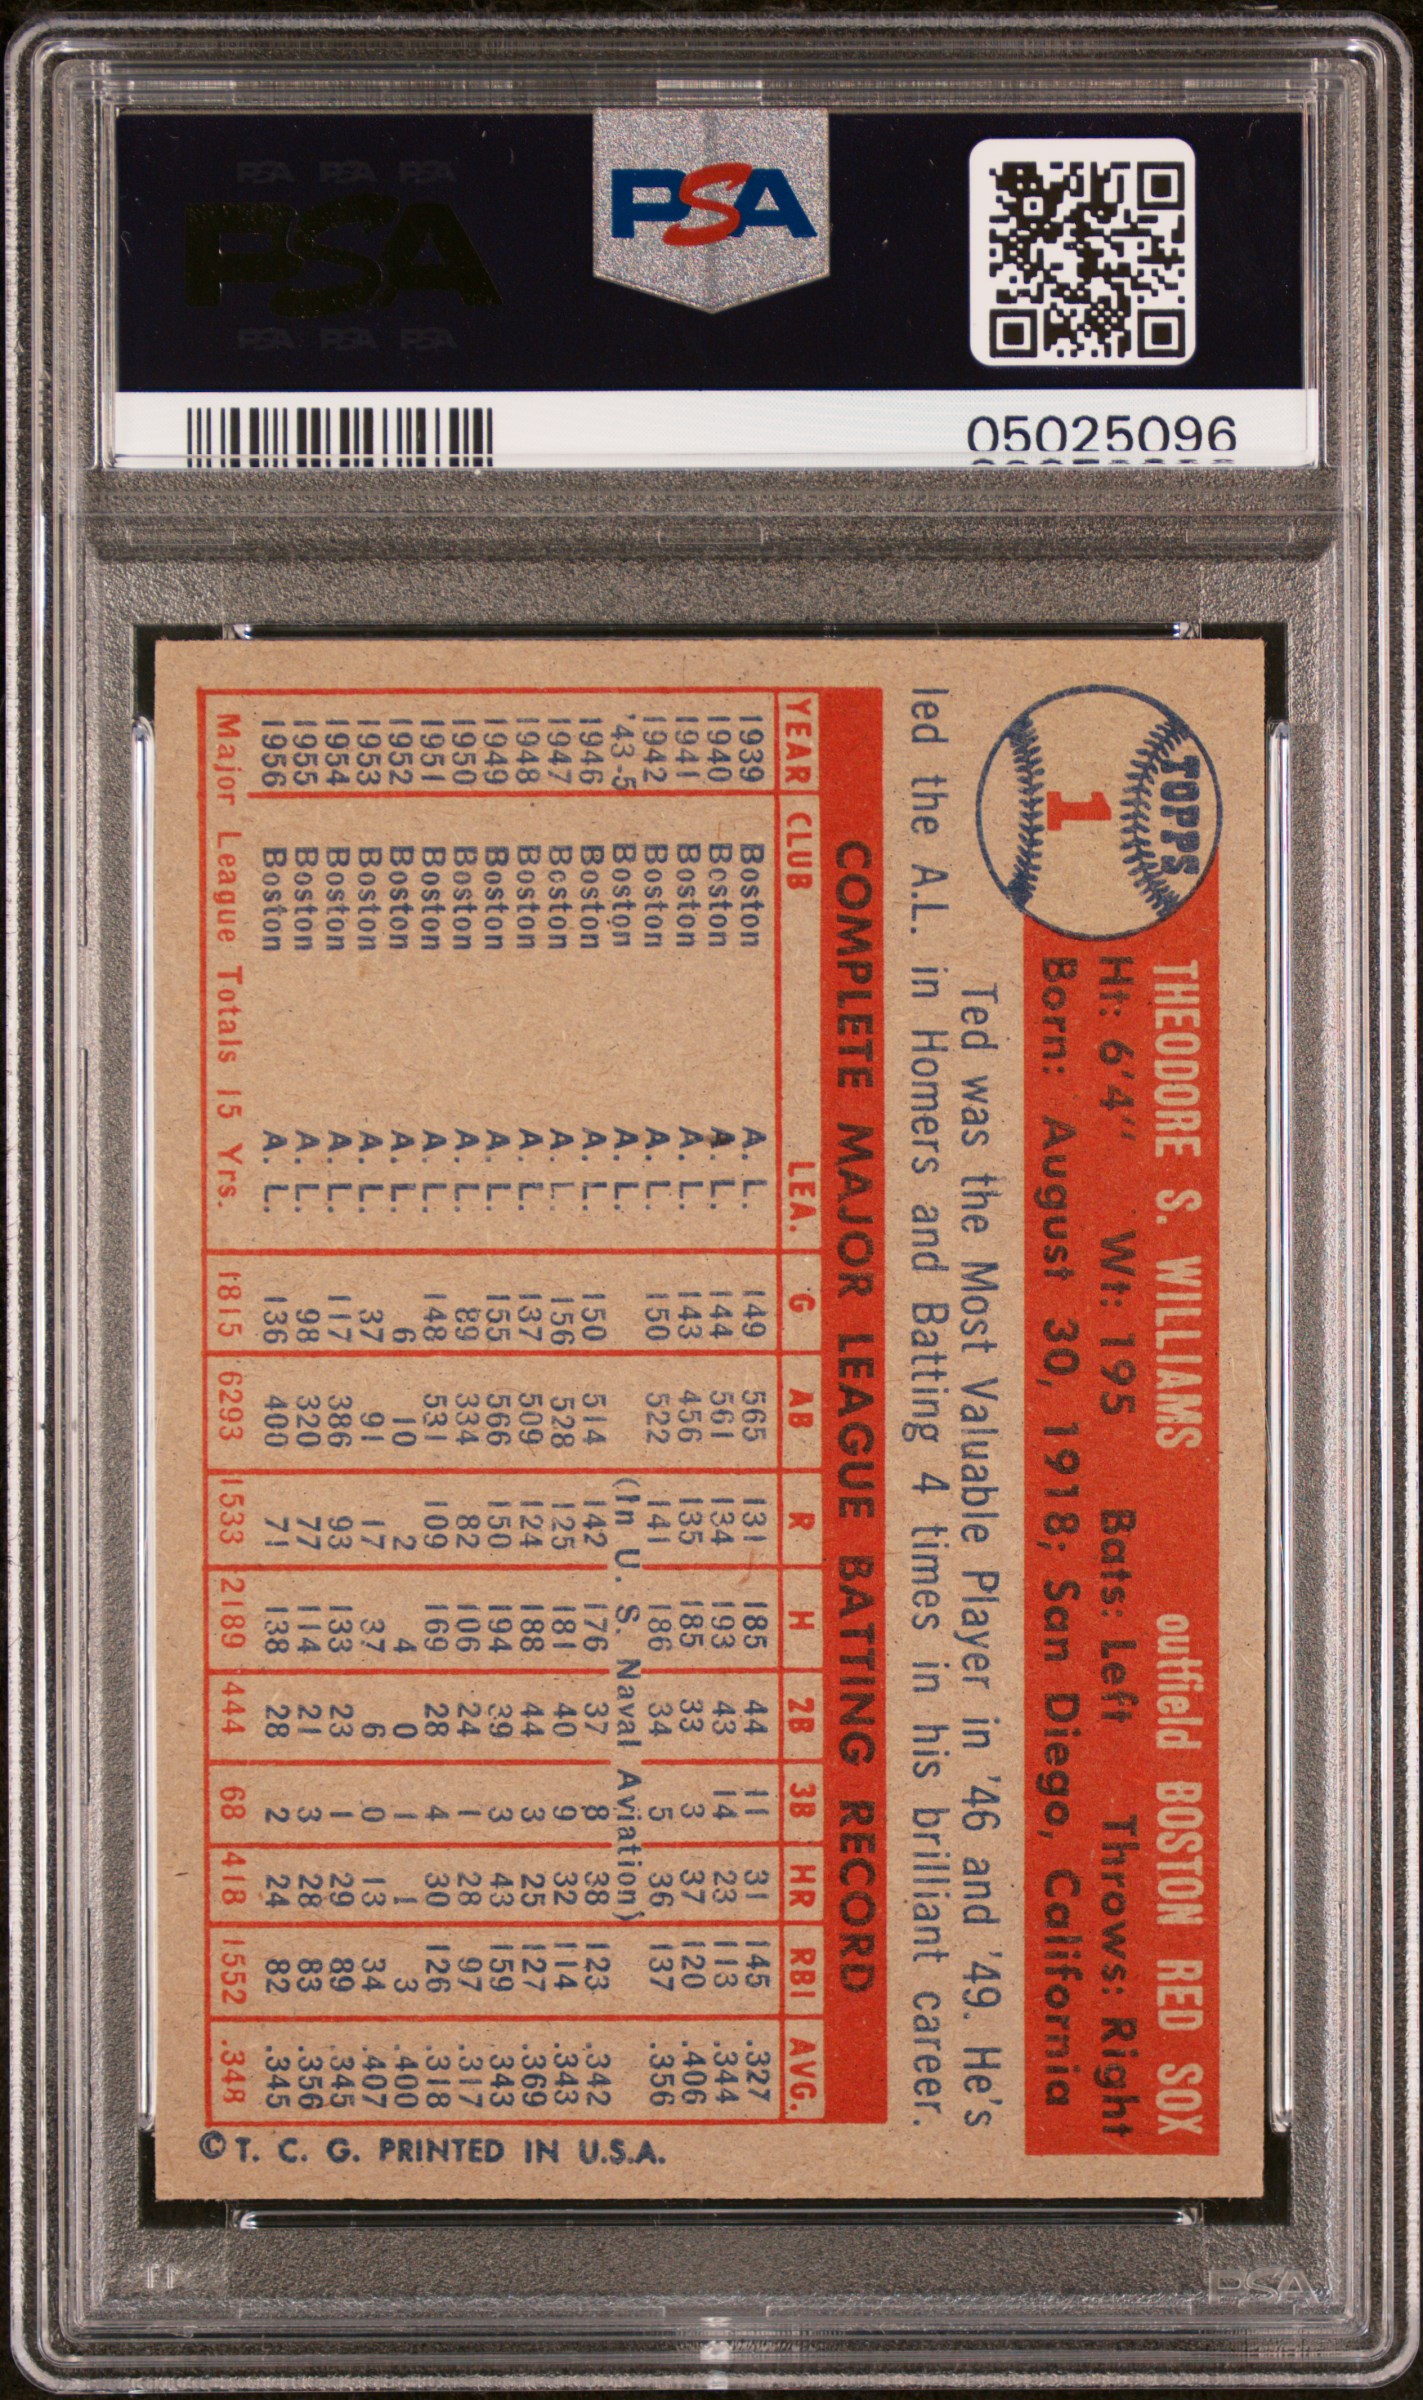 PSA PSA PSA
PSA
PSA PSA PSA
PSA
05025096
TOPPS
1
THEODORE S. WILLIAMS outfield BOSTON RED SOX
Ht: 6'4" Wt: 195 Bats: Left Throws: Right
Born: August 30, 1918; San Diego, California
Ted was the Most Valuable Player in '46 and '49. He's
led the A.L. in Homers and Batting 4 times in his brilliant career.
COMPLETE MAJOR LEAGUE BATTING RECORD
YEAR CLUB LEA. G AB R H 2B 3B HR RBI AVG.
1939 Boston A. L. 149 565 131 185 44 11 31 145 .327
1940 Boston A. L. 144 561 134 193 43 14 23 113 .344
1941 Boston A. L. 143 456 135 185 33 3 37 120 .406
1942 Boston A. L. 150 522 141 186 34 5 36 137 .356
'43-5 Boston A. L. (In U. S. Naval Aviation)
1946 Boston A. L. 150 514 142 176 37 8 38 123 .342
1947 Boston A. L. 156 528 125 181 40 9 32 114 .343
1948 Boston A. L. 137 509 124 188 44 3 25 127 .369
1949 Boston A. L. 155 566 150 194 39 3 43 159 .343
1950 Boston A. L. 89 334 82 106 24 1 28 97 .317
1951 Boston A. L. 148 531 109 169 28 4 30 126 .318
1952 Boston A. L. 6 10 2 4 0 1 1 3 .400
1953 Boston A. L. 37 91 17 37 6 0 13 34 .407
1954 Boston A. L. 117 386 93 133 23 1 29 89 .345
1955 Boston A. L. 98 320 77 114 21 3 28 83 .356
1956 Boston A. L. 136 400 71 138 28 2 24 82 .345
Major League Totals 15 Yrs. 1815 6293 1533 2189 444 68 418 1552 .348
© T. C. G. PRINTED IN U.S.A.
PSA